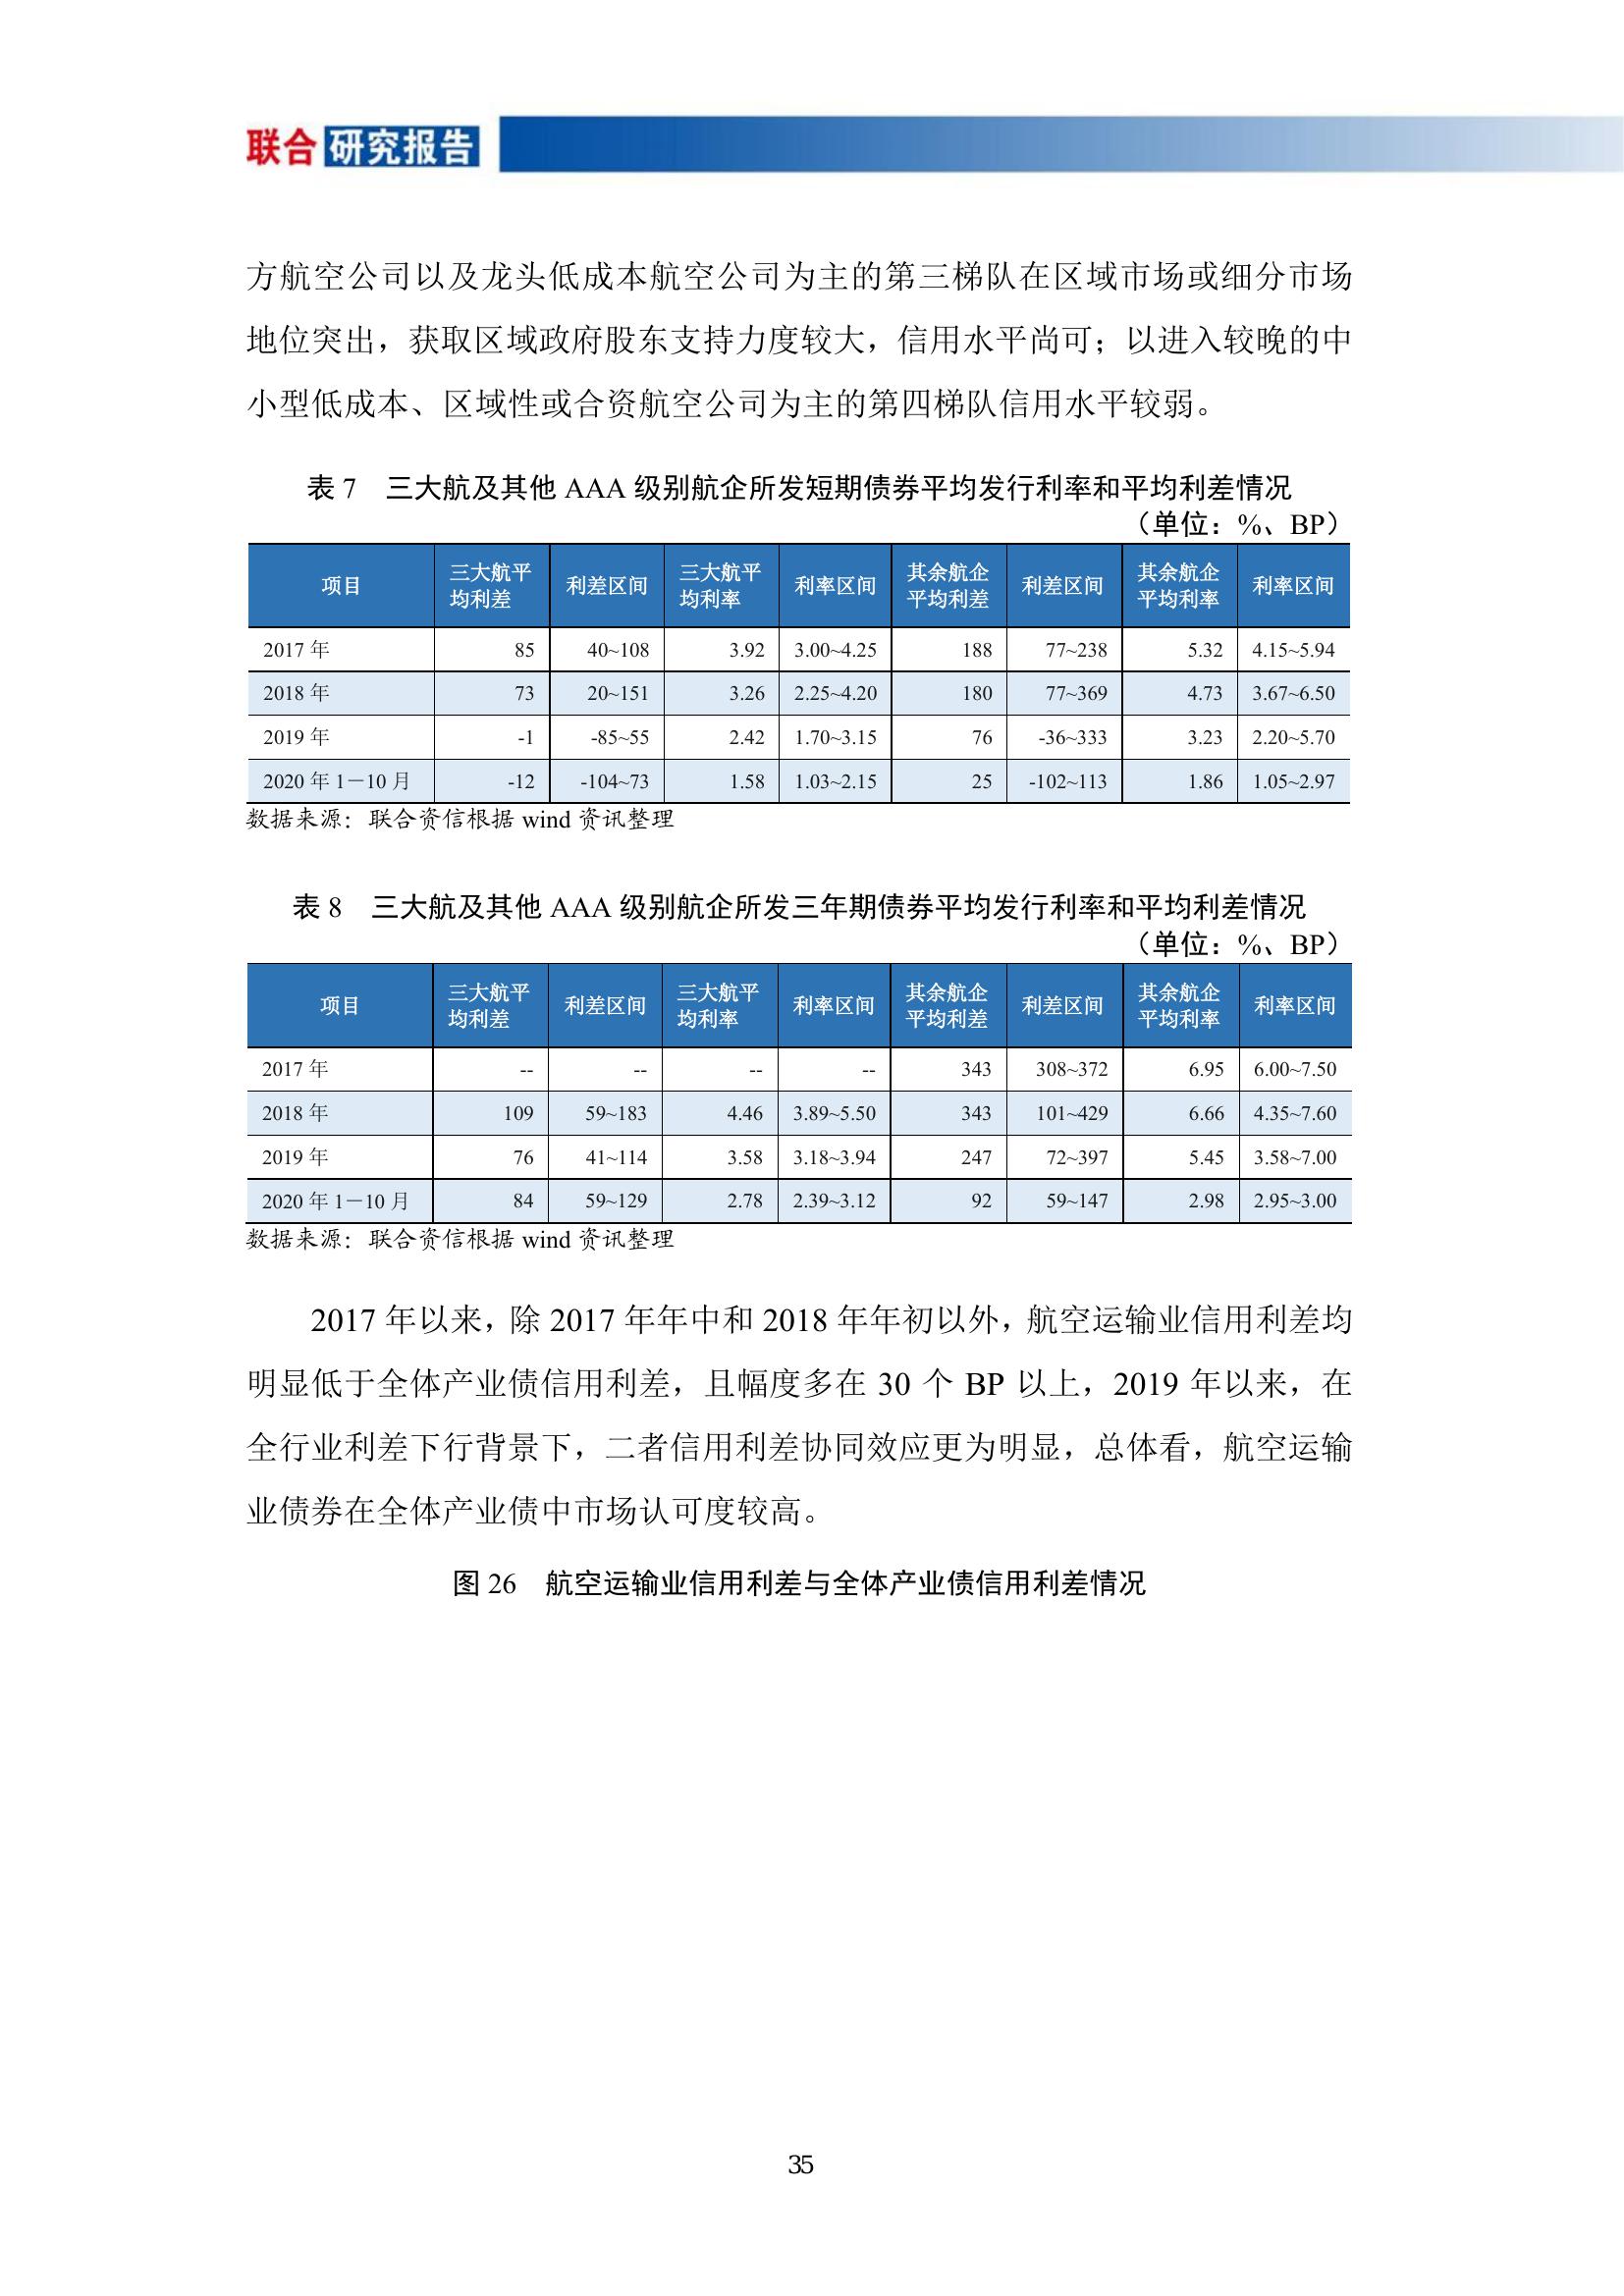 联合 研究报告
方航空公司以及龙头低成本航空公司为主的第三梯队在区域市场或细分市场
地位突出，获取区域政府股东支持力度较大，信用水平尚可；以进入较晚的中
小型低成本、区域性或合资航空公司为主的第四梯队信用水平较弱。
表 7　三大航及其他 AAA 级别航企所发短期债券平均发行利率和平均利差情况
（单位：%、BP）
项目 三大航平均利差 利差区间 三大航平均利率 利率区间 其余航企平均利差 利差区间 其余航企平均利率 利率区间
2017 年 85 40~108 3.92 3.00~4.25 188 77~238 5.32 4.15~5.94
2018 年 73 20~151 3.26 2.25~4.20 180 77~369 4.73 3.67~6.50
2019 年 -1 -85~55 2.42 1.70~3.15 76 -36~333 3.23 2.20~5.70
2020 年 1－10 月 -12 -104~73 1.58 1.03~2.15 25 -102~113 1.86 1.05~2.97
数据来源：联合资信根据 wind 资讯整理
表 8　三大航及其他 AAA 级别航企所发三年期债券平均发行利率和平均利差情况
（单位：%、BP）
项目 三大航平均利差 利差区间 三大航平均利率 利率区间 其余航企平均利差 利差区间 其余航企平均利率 利率区间
2017 年 -- -- -- -- 343 308~372 6.95 6.00~7.50
2018 年 109 59~183 4.46 3.89~5.50 343 101~429 6.66 4.35~7.60
2019 年 76 41~114 3.58 3.18~3.94 247 72~397 5.45 3.58~7.00
2020 年 1－10 月 84 59~129 2.78 2.39~3.12 92 59~147 2.98 2.95~3.00
数据来源：联合资信根据 wind 资讯整理
2017 年以来，除 2017 年年中和 2018 年年初以外，航空运输业信用利差均
明显低于全体产业债信用利差，且幅度多在 30 个 BP 以上，2019 年以来，在
全行业利差下行背景下，二者信用利差协同效应更为明显，总体看，航空运输
业债券在全体产业债中市场认可度较高。
图 26　航空运输业信用利差与全体产业债信用利差情况
35